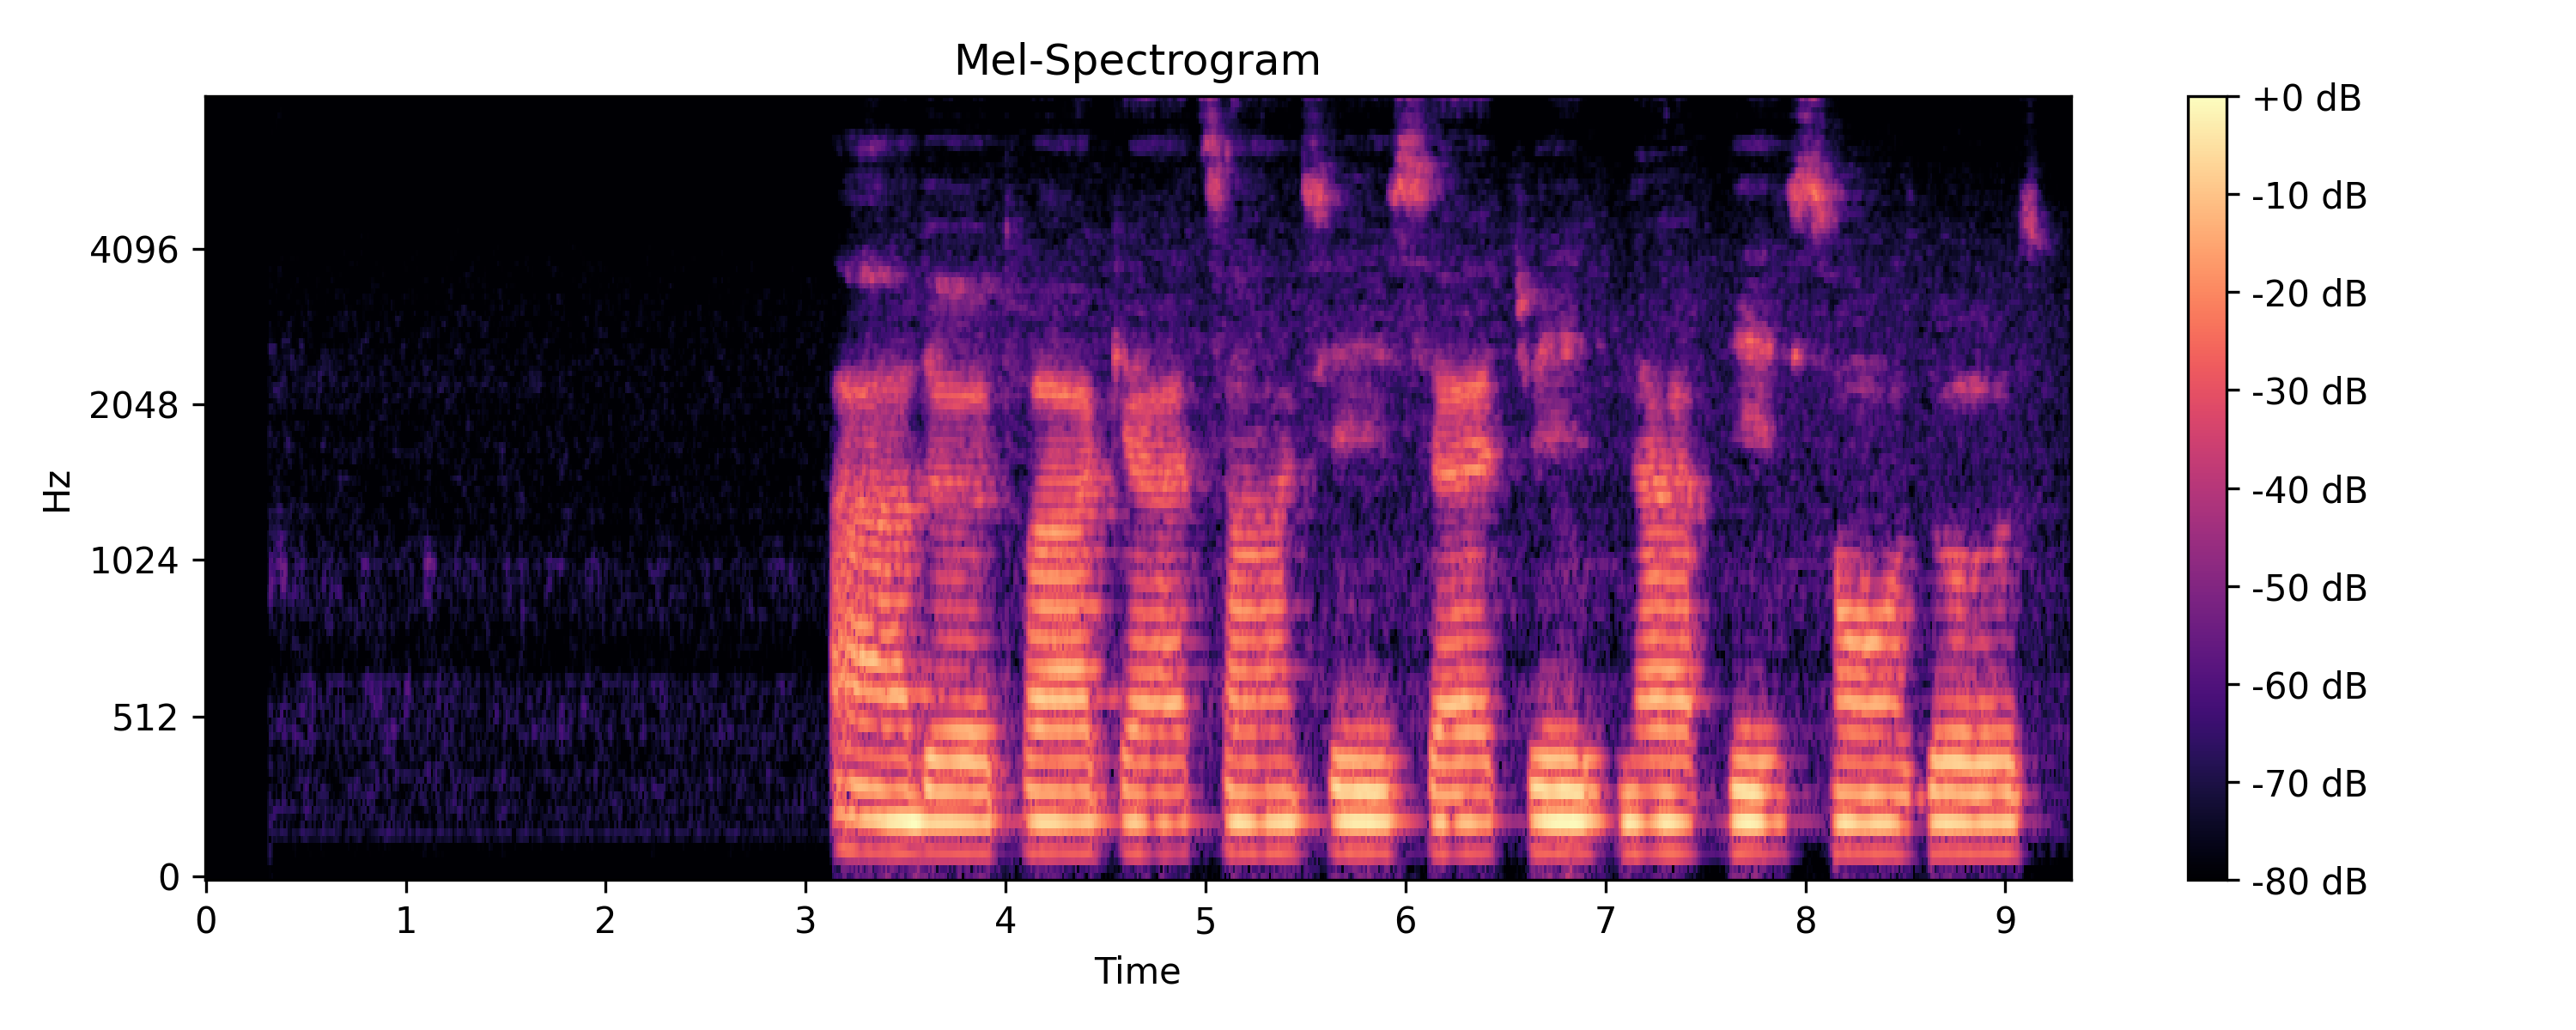 Mel-Spectrogram
Hz
4096
2048
1024
512
0
0 1 2 3 4 5 6 7 8 9
Time
+0 dB
-10 dB
-20 dB
-30 dB
-40 dB
-50 dB
-60 dB
-70 dB
-80 dB